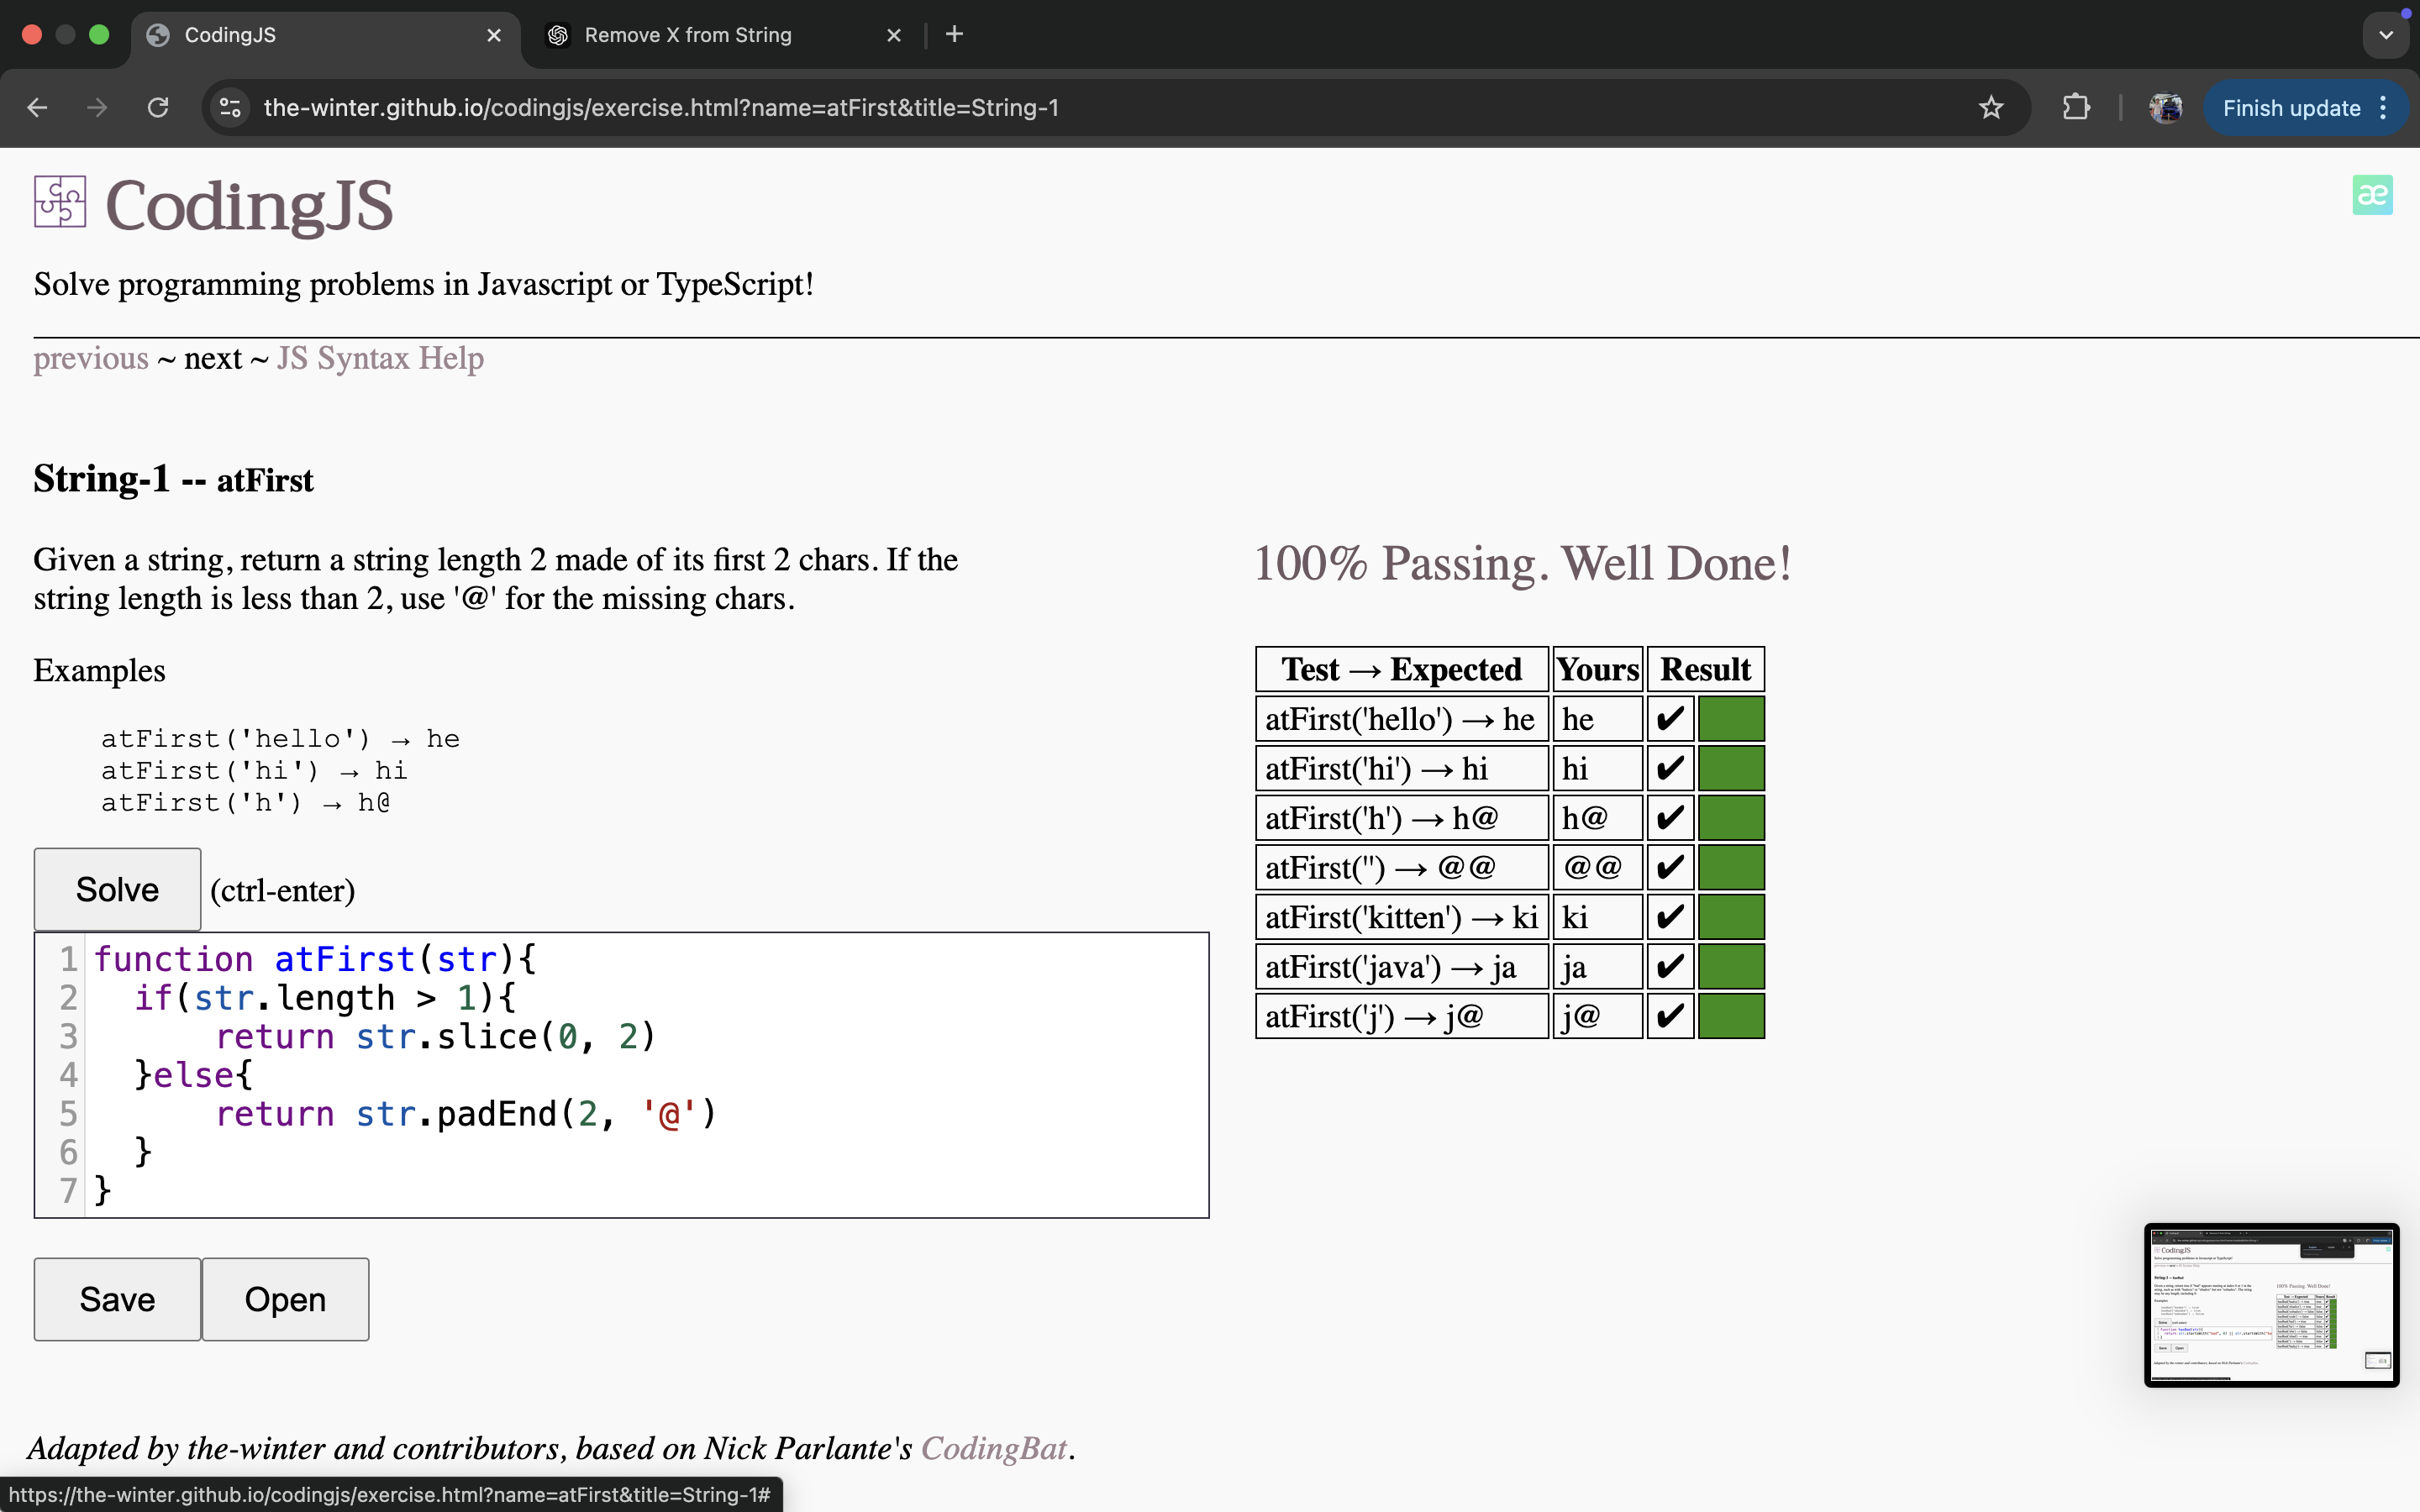 CodingJS
Remove X from String
the-winter.github.io/codingjs/exercise.html?name=atFirst&title=String-1
Finish update
CodingJS
æ
Solve programming problems in Javascript or TypeScript!
previous ~ next ~ JS Syntax Help
String-1 -- atFirst
Given a string, return a string length 2 made of its first 2 chars. If the
string length is less than 2, use '@' for the missing chars.
Examples
atFirst('hello') → he
atFirst('hi') → hi
atFirst('h') → h@
Solve (ctrl-enter)
1 function atFirst(str){
2 if(str.length > 1){
3 return str.slice(0, 2)
4 }else{
5 return str.padEnd(2, '@')
6 }
7 }
Save Open
100% Passing. Well Done!
Test → Expected Yours Result
atFirst('hello') → he he ✔
atFirst('hi') → hi hi ✔
atFirst('h') → h@ h@ ✔
atFirst('') → @@ @@ ✔
atFirst('kitten') → ki ki ✔
atFirst('java') → ja ja ✔
atFirst('j') → j@ j@ ✔
CodingJS
100% Passing. Well Done!
Adapted by the-winter and contributors, based on Nick Parlante's CodingBat.
https://the-winter.github.io/codingjs/exercise.html?name=atFirst&title=String-1#